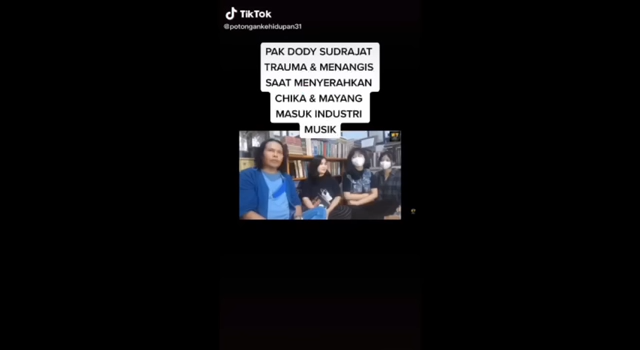 TikTok
@potongankehidupan31
PAK DODY SUDRAJAT
TRAUMA & MENANGIS
SAAT MENYERAHKAN
CHIKA & MAYANG
MASUK INDUSTRI
MUSIK